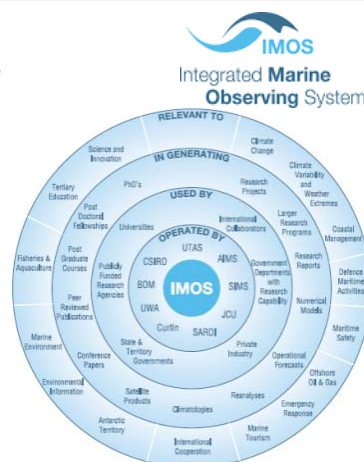 IMOS
Integrated Marine
Observing System
RELEVANT TO
Climate
Change
Climate
Variability
and
Weather
Extremes
Coastal
Management
Defence
Maritime
Activities
Maritime
Safety
Offshore
Oil & Gas
Emergency
Response
Marine
Tourism
International
Cooperation
Antarctic
Territory
Environmental
Information
Marine
Environment
Fisheries &
Aquaculture
Tertiary
Education
Science and
Innovation
IN GENERATING
Research
Projects
Larger
Research
Programs
Research
Reports
Numerical
Models
Operational
Forecasts
Reanalyses
Climatologies
Satellite
Products
Conference
Papers
Peer
Reviewed
Publications
Post
Graduate
Courses
Post
Doctoral
Fellowships
PhD's
USED BY
International
Collaborators
Government
Departments
with
Research
Capability
Private
Industry
State &
Territory
Governments
Publicly
Funded
Research
Agencies
Universities
OPERATED BY
UTAS
AIMS
SIMS
JCU
SARDI
Curtin
UWA
BOM
CSIRO
IMOS